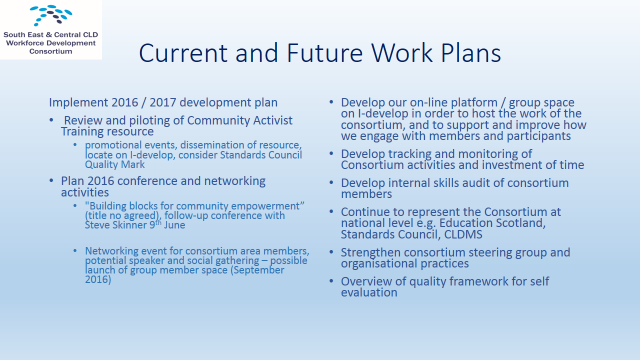 South East & Central CLD
Workforce Development
Consortium
Current and Future Work Plans
Implement 2016 / 2017 development plan
• Review and piloting of Community Activist
Training resource
• promotional events, dissemination of resource,
locate on I-develop, consider Standards Council
Quality Mark
• Plan 2016 conference and networking
activities
• "Building blocks for community empowerment”
(title no agreed), follow-up conference with
Steve Skinner 9th June
• Networking event for consortium area members,
potential speaker and social gathering – possible
launch of group member space (September
2016)
• Develop our on-line platform / group space
on I-develop in order to host the work of the
consortium, and to support and improve how
we engage with members and participants
• Develop tracking and monitoring of
Consortium activities and investment of time
• Develop internal skills audit of consortium
members
• Continue to represent the Consortium at
national level e.g. Education Scotland,
Standards Council, CLDMS
• Strengthen consortium steering group and
organisational practices
• Overview of quality framework for self
evaluation